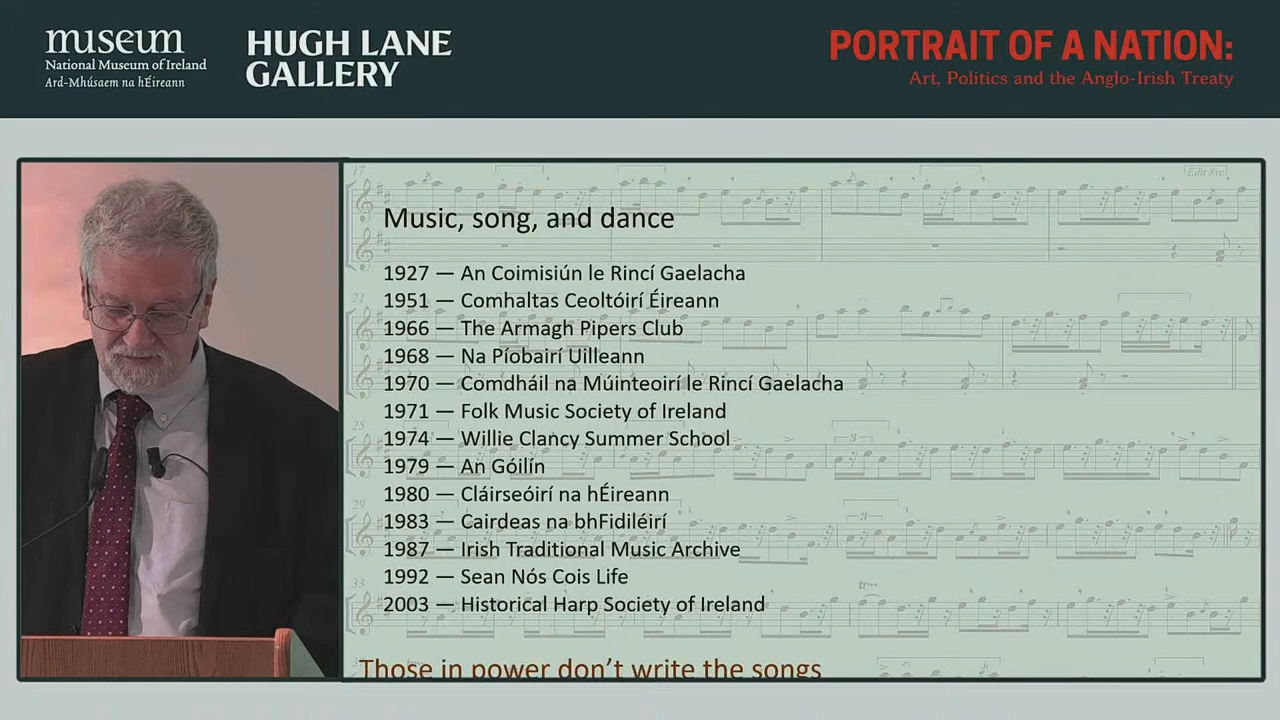 museum
National Museum of Ireland
Ard-Mhúsaem na hÉireann
HUGH LANE
GALLERY
PORTRAIT OF A NATION:
Art, Politics and the Anglo-Irish Treaty
Music, song, and dance
1927 — An Coimisiún le Rincí Gaelacha
1951 — Comhaltas Ceoltóirí Éireann
1966 — The Armagh Pipers Club
1968 — Na Píobairí Uilleann
1970 — Comdháil na Múinteoirí le Rincí Gaelacha
1971 — Folk Music Society of Ireland
1974 — Willie Clancy Summer School
1979 — An Góilín
1980 — Cláirseóirí na hÉireann
1983 — Cairdeas na bhFidiléirí
1987 — Irish Traditional Music Archive
1992 — Sean Nós Cois Life
2003 — Historical Harp Society of Ireland
Those in power don't write the songs
17
21
25
29
33